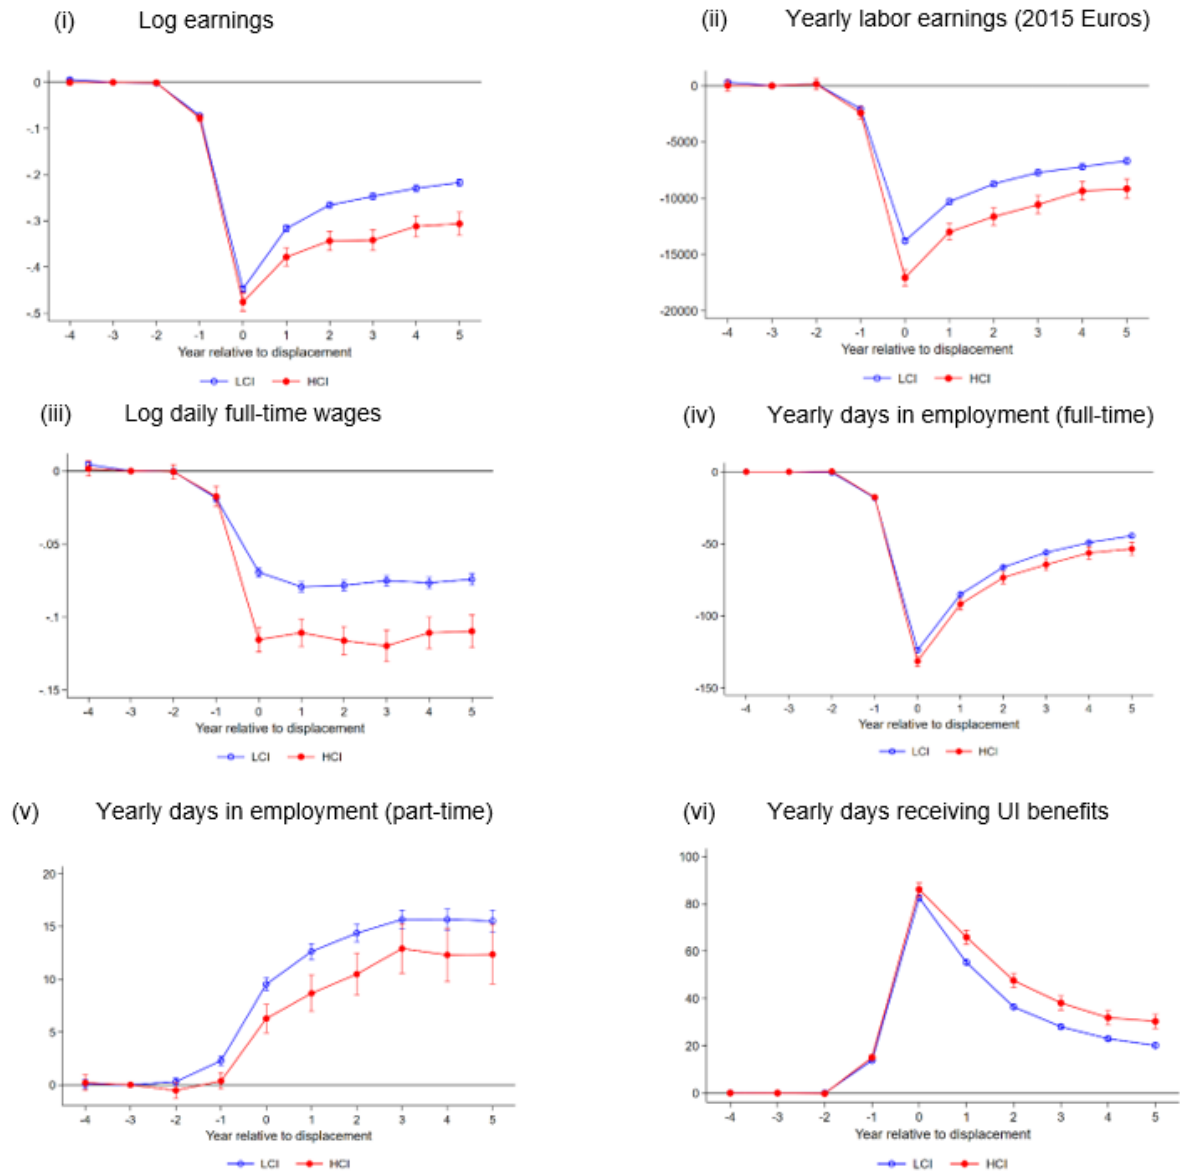 (i) Log earnings
0
-.1
-.2
-.3
-.4
-.5
-4 -3 -2 -1 0 1 2 3 4 5
Year relative to displacement
LCI HCI
(ii) Yearly labor earnings (2015 Euros)
0
-5000
-10000
-15000
-20000
-4 -3 -2 -1 0 1 2 3 4 5
Year relative to displacement
LCI HCI
(iii) Log daily full-time wages
0
-.05
-.1
-.15
-4 -3 -2 -1 0 1 2 3 4 5
Year relative to displacement
LCI HCI
(iv) Yearly days in employment (full-time)
0
-50
-100
-150
-4 -3 -2 -1 0 1 2 3 4 5
Year relative to displacement
LCI HCI
(v) Yearly days in employment (part-time)
20
15
10
5
0
-4 -3 -2 -1 0 1 2 3 4 5
Year relative to displacement
LCI HCI
(vi) Yearly days receiving UI benefits
100
80
60
40
20
0
-4 -3 -2 -1 0 1 2 3 4 5
Year relative to displacement
LCI HCI